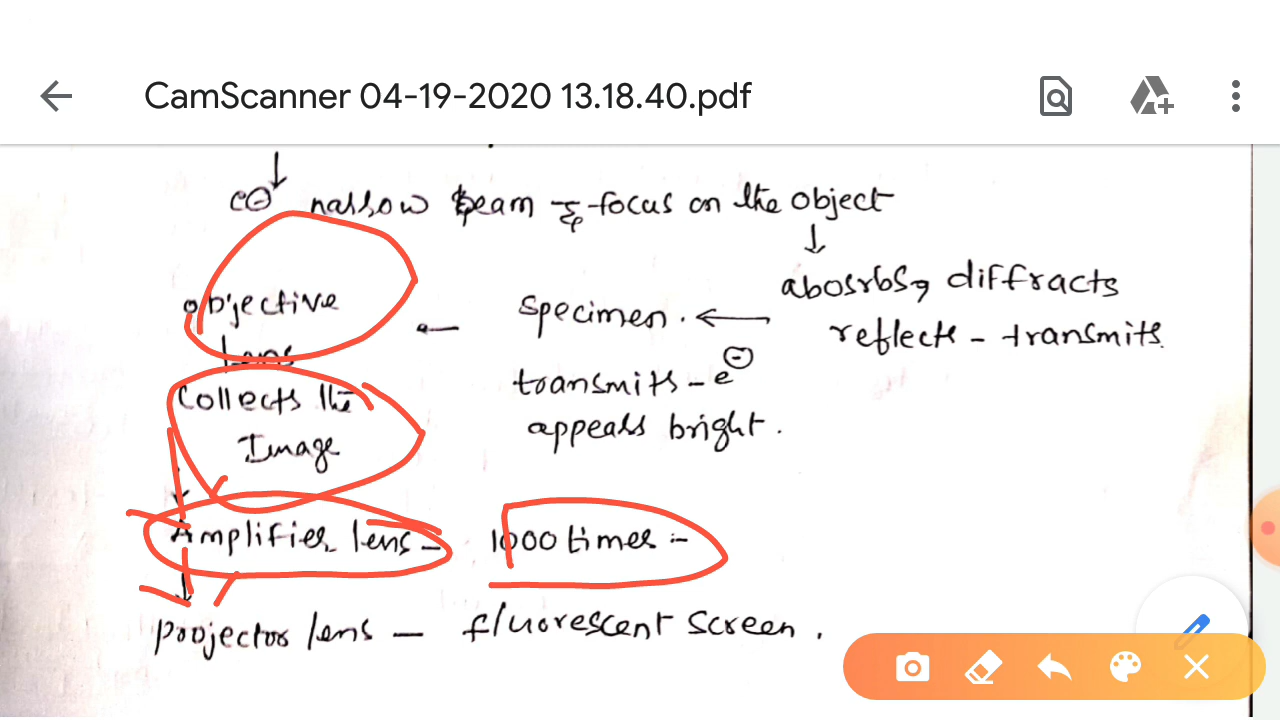 CamScanner 04-19-2020 13.18.40.pdf
e⊖ narrow beam & focus on the object
abosrbs, diffracts
reflects - transmits.
objective
lens
← specimen. ←
transmits - e⊖
appears bright.
Collects the
Image
Amplifier lens - 1000 times :-
projector lens - fluorescent screen.